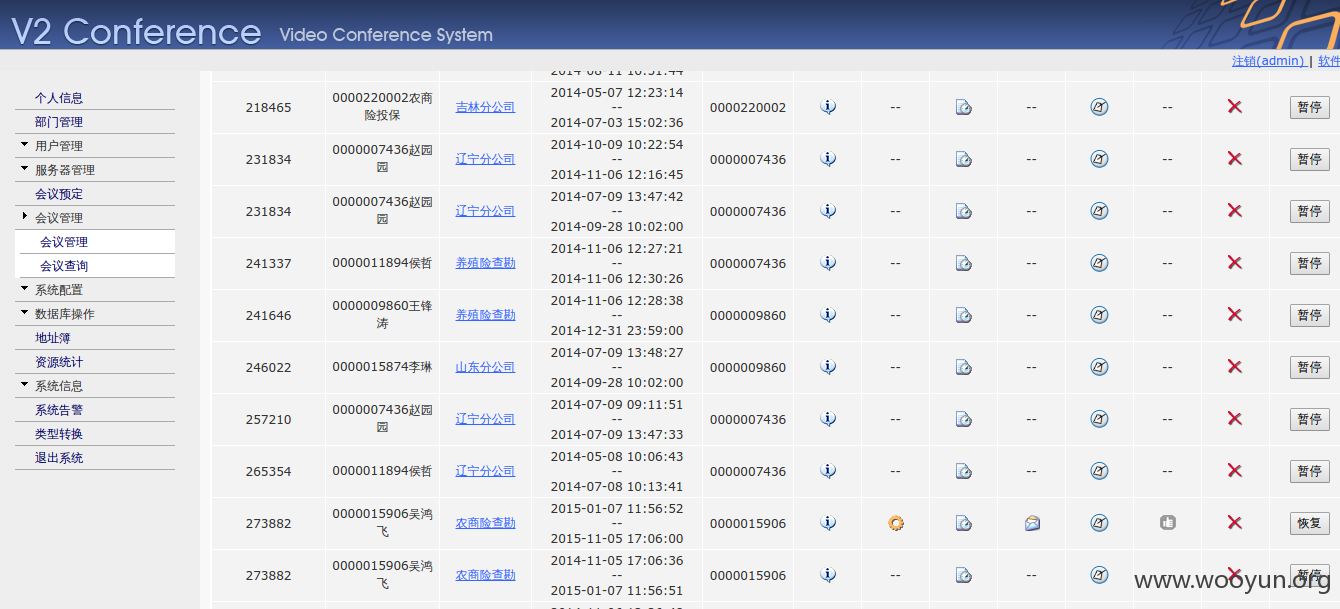 V2 Conference Video Conference System
注销(admin) | 软件
个人信息
部门管理
用户管理
服务器管理
会议预定
会议管理
会议管理
会议查询
系统配置
数据库操作
地址簿
资源统计
系统信息
系统告警
类型转换
退出系统
218465
0000220002农商
险投保
吉林分公司
2014-05-07 12:23:14
--
2014-07-03 15:02:36
0000220002
--
--
--
暂停
231834
0000007436赵园
园
辽宁分公司
2014-10-09 10:22:54
--
2014-11-06 12:16:45
0000007436
--
--
--
暂停
231834
0000007436赵园
园
辽宁分公司
2014-07-09 13:47:42
--
2014-09-28 10:02:00
0000007436
--
--
--
暂停
241337
0000011894侯哲
养殖险查勘
2014-11-06 12:27:21
--
2014-11-06 12:30:26
0000007436
--
--
--
暂停
241646
0000009860王锋
涛
养殖险查勘
2014-11-06 12:28:38
--
2014-12-31 23:59:00
0000009860
--
--
--
暂停
246022
0000015874李琳
山东分公司
2014-07-09 13:48:27
--
2014-09-28 10:02:00
0000009860
--
--
--
暂停
257210
0000007436赵园
园
辽宁分公司
2014-07-09 09:11:51
--
2014-07-09 13:47:33
0000007436
--
--
--
暂停
265354
0000011894侯哲
辽宁分公司
2014-05-08 10:06:43
--
2014-07-08 10:13:41
0000007436
--
--
--
暂停
273882
0000015906吴鸿
飞
农商险查勘
2015-01-07 11:56:52
--
2015-11-05 17:06:00
0000015906
恢复
273882
0000015906吴鸿
飞
农商险查勘
2014-11-05 17:06:36
--
2015-01-07 11:56:51
0000015906
--
--
--
暂停
www.wooyun.org